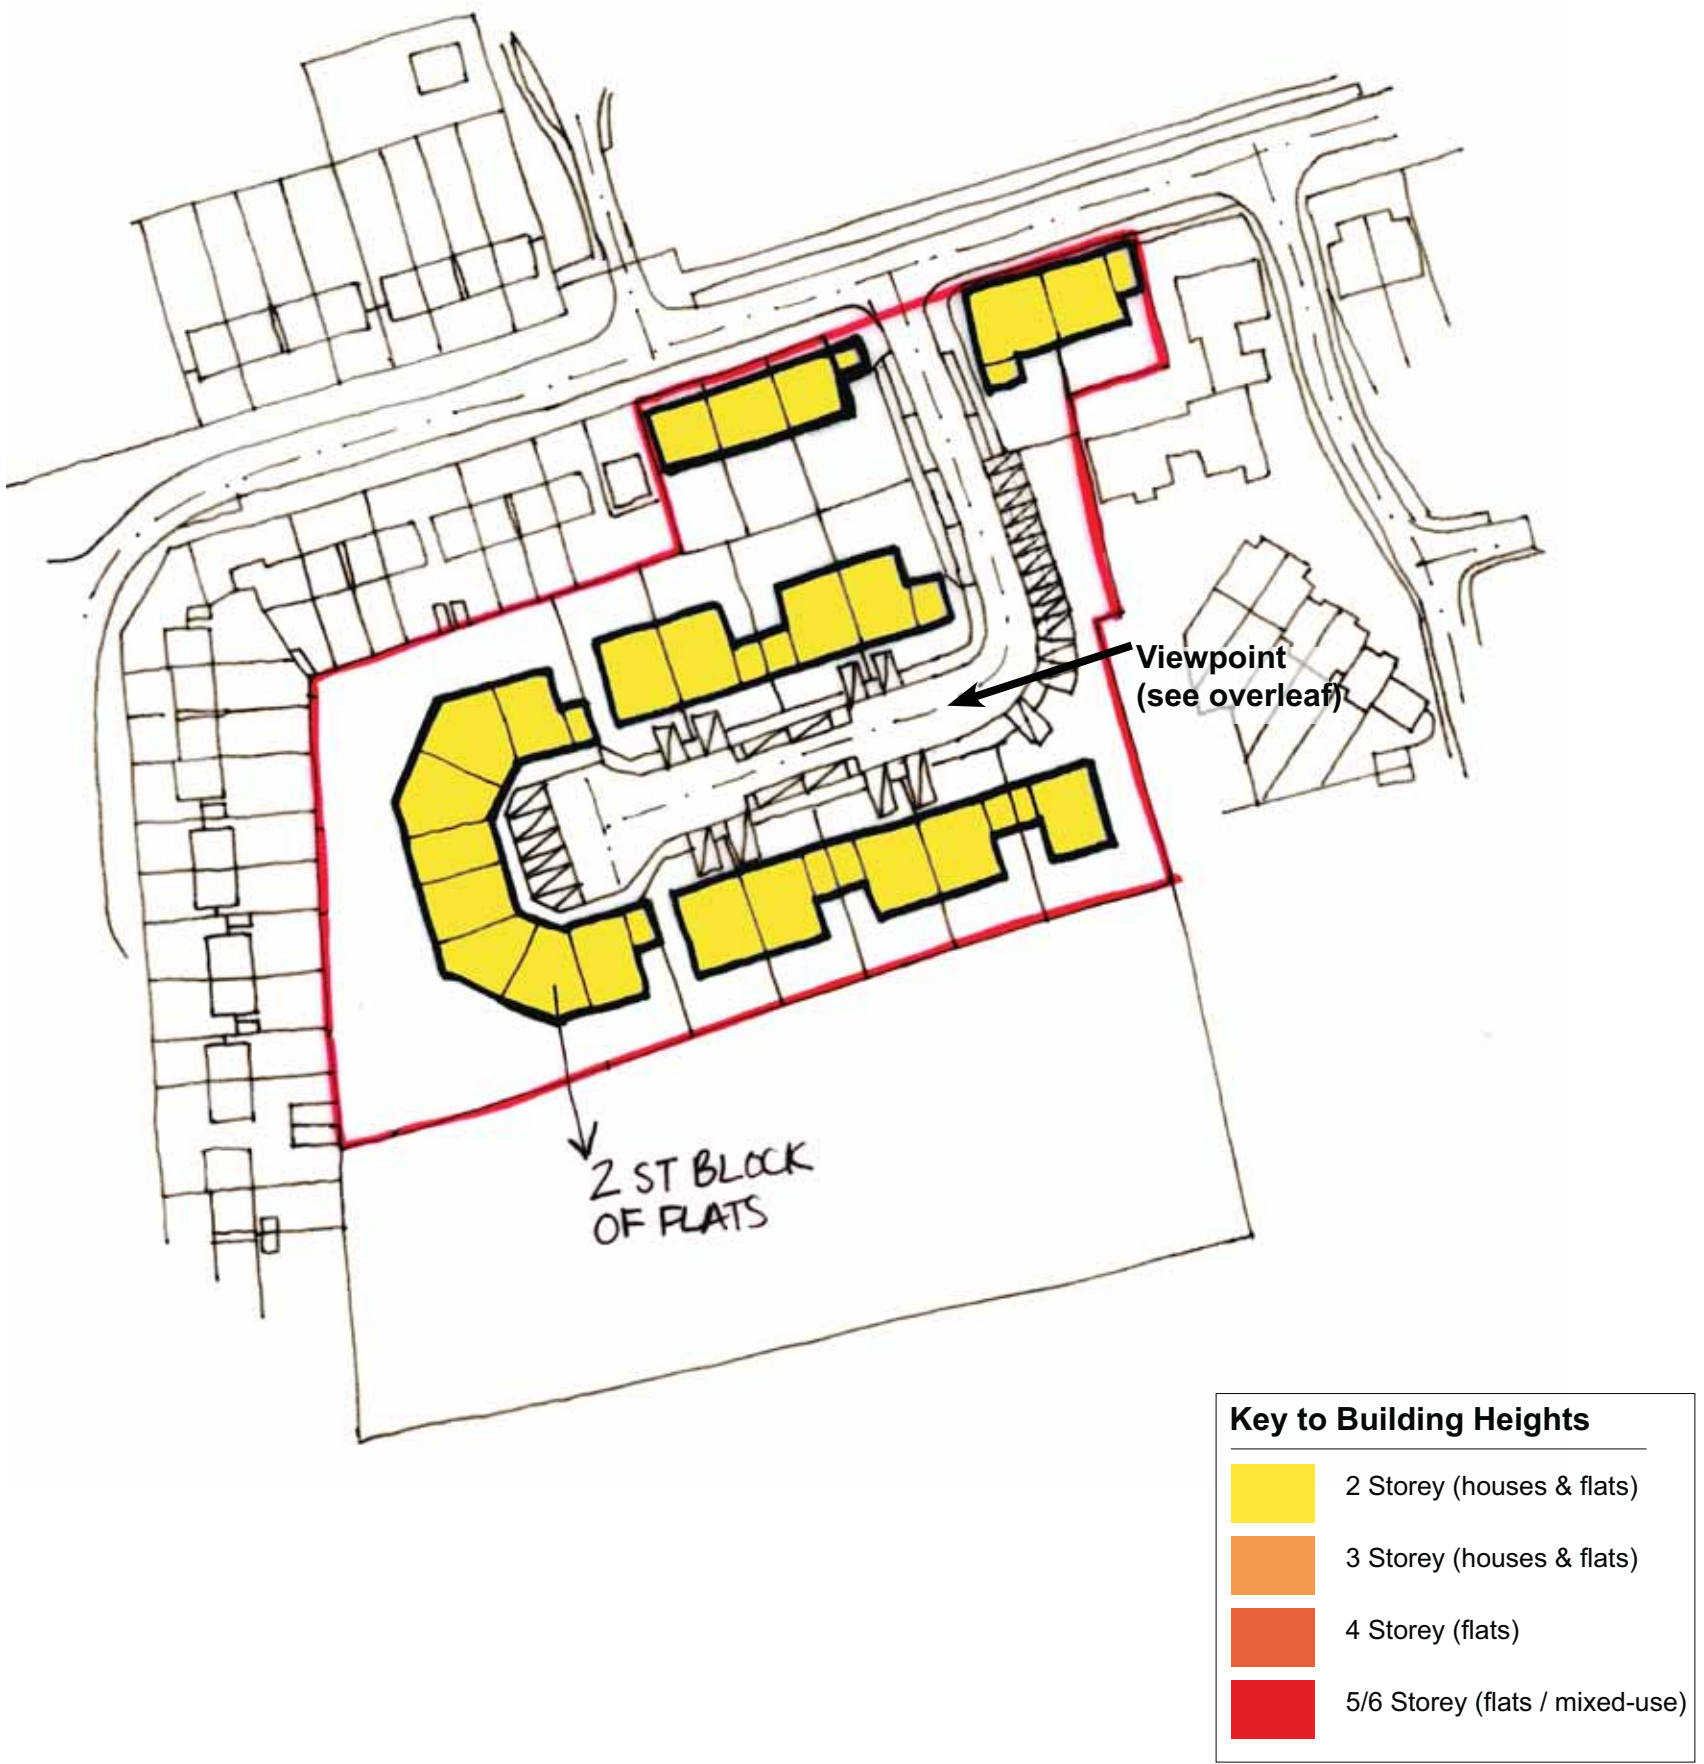 Viewpoint
(see overleaf)
2 ST BLOCK
OF FLATS
Key to Building Heights
2 Storey (houses & flats)
3 Storey (houses & flats)
4 Storey (flats)
5/6 Storey (flats / mixed-use)